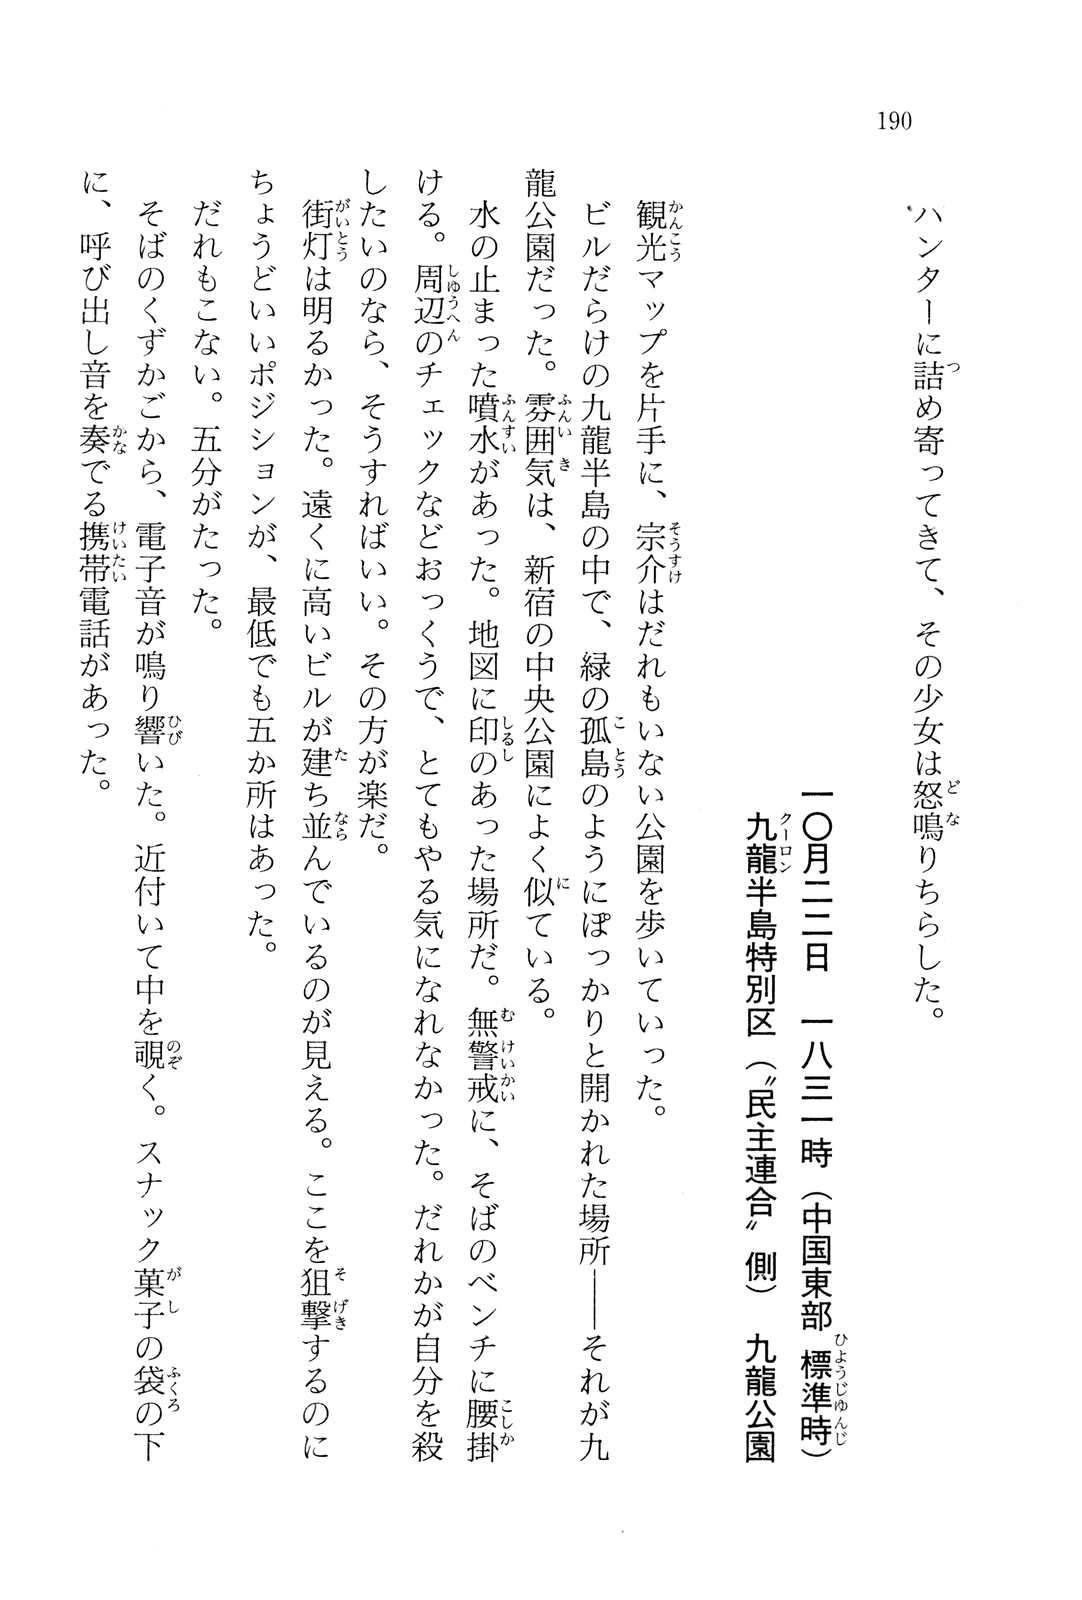 190
ハンターに詰め寄ってきて、その少女は怒鳴りちらした。
一〇月二二日　一八三一時（中国東部標準時）
九龍半島特別区（〝民主連合〟側）　九龍公園
観光マップを片手に、宗介はだれもいない公園を歩いていった。
ビルだらけの九龍半島の中で、緑の孤島のようにぽっかりと開かれた場所――それが九
龍公園だった。雰囲気は、新宿の中央公園によく似ている。
水の止まった噴水があった。地図に印のあった場所だ。無警戒に、そばのベンチに腰掛
ける。周辺のチェックなどおっくうで、とてもやる気になれなかった。だれかが自分を殺
したいのなら、そうすればいい。その方が楽だ。
街灯は明るかった。遠くに高いビルが建ち並んでいるのが見える。ここを狙撃するのに
ちょうどいいポジションが、最低でも五か所はあった。
だれもこない。五分がたった。
そばのくずかごから、電子音が鳴り響いた。近付いて中を覗く。スナック菓子の袋の下
に、呼び出し音を奏でる携帯電話があった。